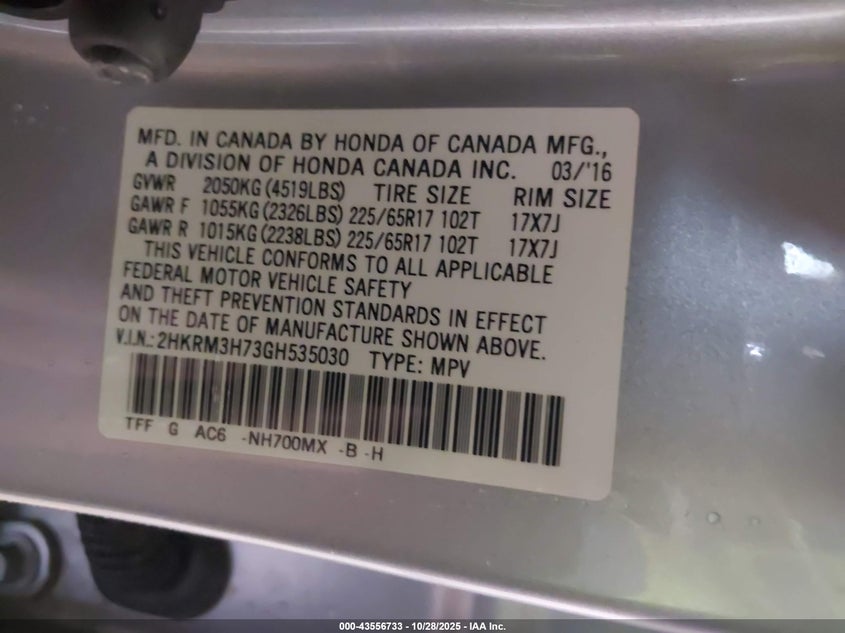 MFD. IN CANADA BY HONDA OF CANADA MFG.,
A DIVISION OF HONDA CANADA INC. 03/'16
GVWR 2050KG (4519LBS) TIRE SIZE RIM SIZE
GAWR F 1055KG (2326LBS) 225/65R17 102T 17X7J
GAWR R 1015KG (2238LBS) 225/65R17 102T 17X7J
THIS VEHICLE CONFORMS TO ALL APPLICABLE
FEDERAL MOTOR VEHICLE SAFETY
AND THEFT PREVENTION STANDARDS IN EFFECT
ON THE DATE OF MANUFACTURE SHOWN ABOVE.
V.I.N.: 2HKRM3H73GH535030 TYPE: MPV
TFF G AC6 -NH700MX -B -H
000-43556733 - 10/28/2025 - IAA Inc.